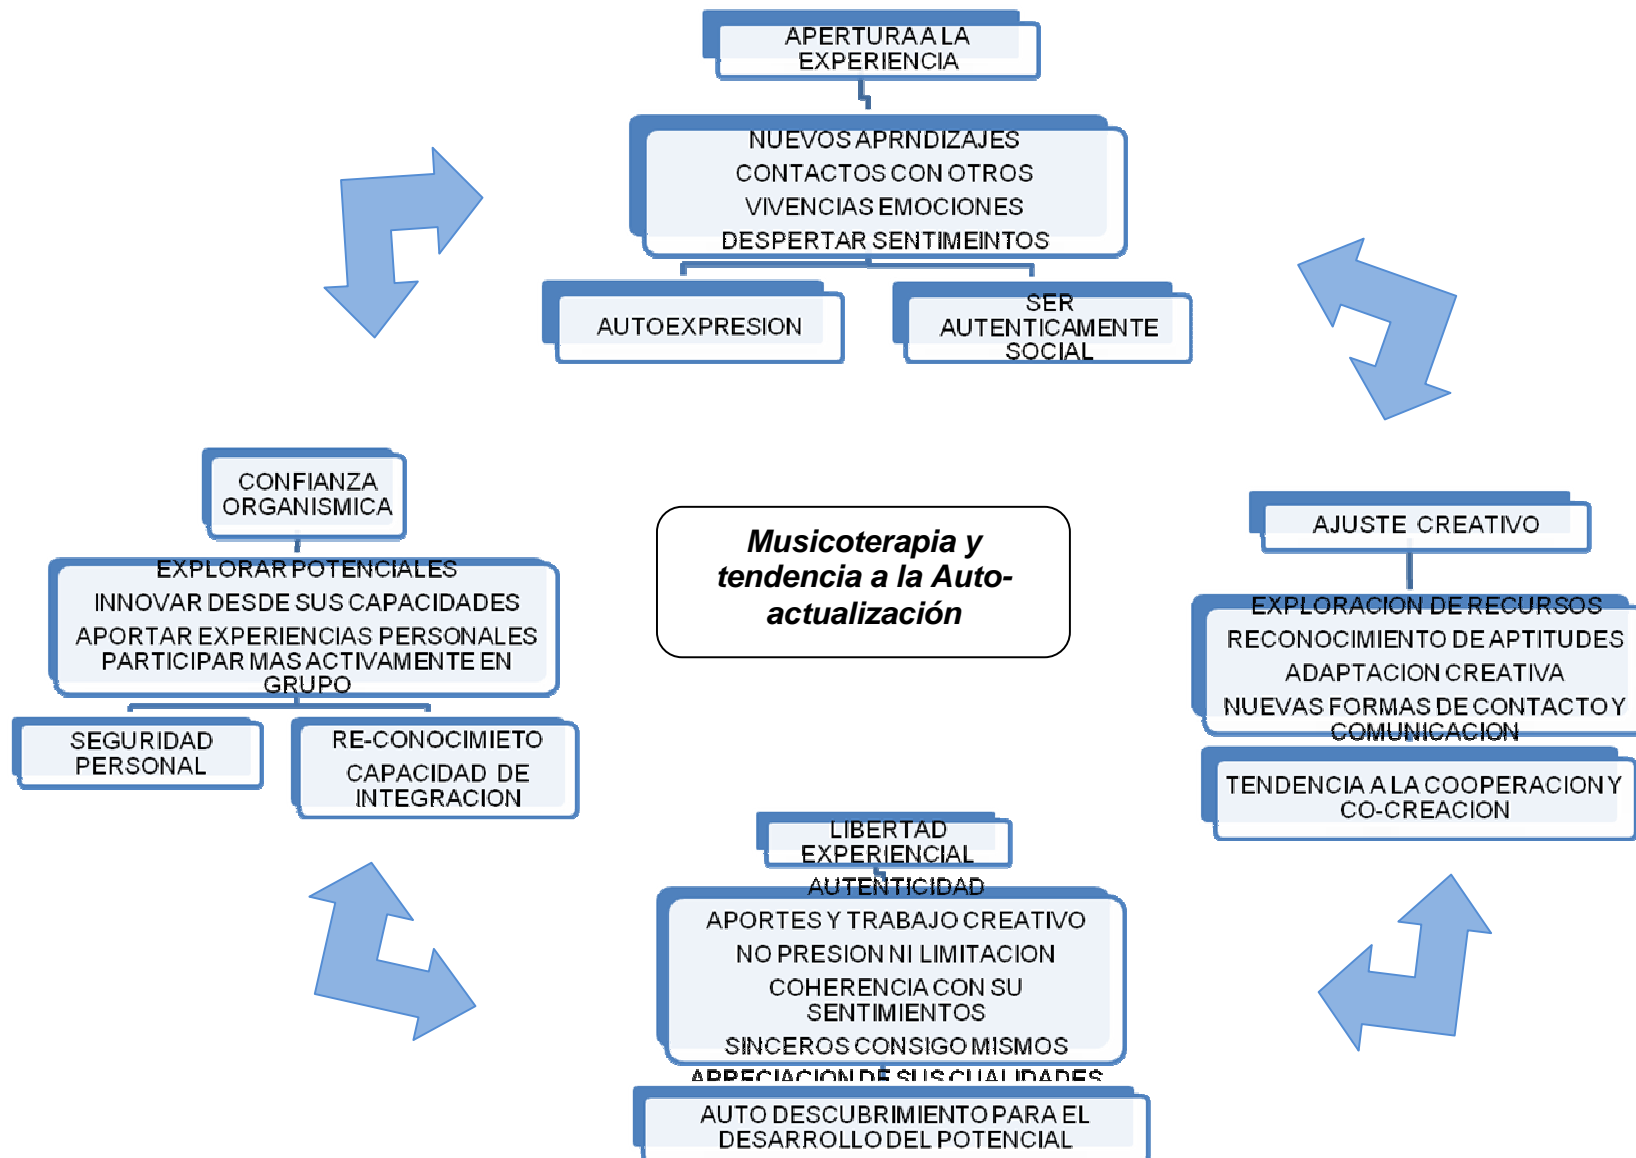 APERTURA A LA
EXPERIENCIA
NUEVOS APRNDIZAJES
CONTACTOS CON OTROS
VIVENCIAS EMOCIONES
DESPERTAR SENTIMEINTOS
AUTOEXPRESION
SER
AUTENTICAMENTE
SOCIAL
CONFIANZA
ORGANISMICA
EXPLORAR POTENCIALES
INNOVAR DESDE SUS CAPACIDADES
APORTAR EXPERIENCIAS PERSONALES
PARTICIPAR MAS ACTIVAMENTE EN
GRUPO
SEGURIDAD
PERSONAL
RE-CONOCIMIETO
CAPACIDAD DE
INTEGRACION
Musicoterapia y
tendencia a la Auto-
actualización
AJUSTE CREATIVO
EXPLORACION DE RECURSOS
RECONOCIMIENTO DE APTITUDES
ADAPTACION CREATIVA
NUEVAS FORMAS DE CONTACTO Y
COMUNICACION
TENDENCIA A LA COOPERACION Y
CO-CREACION
LIBERTAD
EXPERIENCIAL
AUTENTICIDAD
APORTES Y TRABAJO CREATIVO
NO PRESION NI LIMITACION
COHERENCIA CON SU
SENTIMIENTOS
SINCEROS CONSIGO MISMOS
APRECIACION DE SUS CUALIDADES
AUTO DESCUBRIMIENTO PARA EL
DESARROLLO DEL POTENCIAL